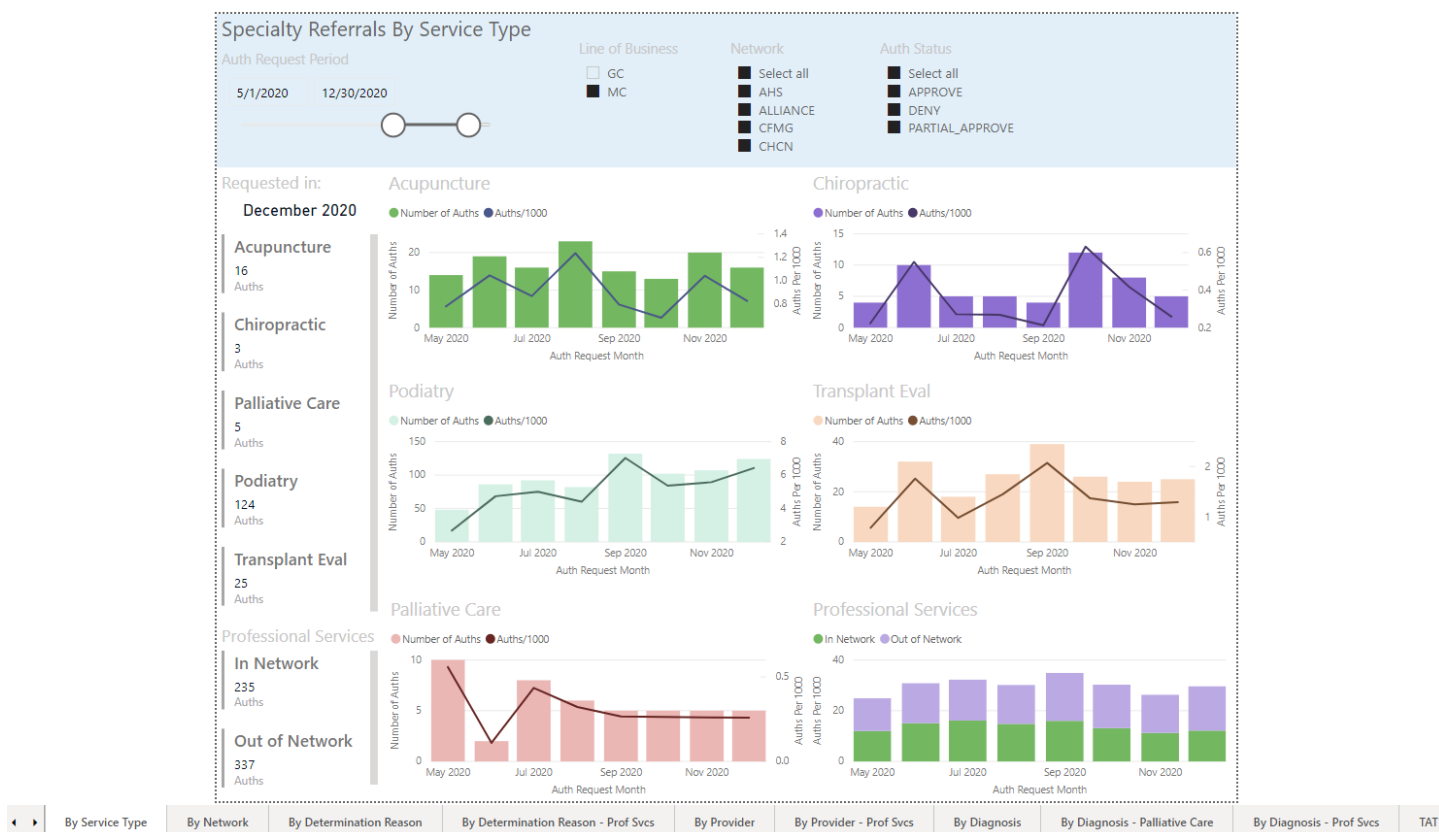 Specialty Referrals By Service Type
Auth Request Period
5/1/2020 12/30/2020
Line of Business
GC
MC
Network
Select all
AHS
ALLIANCE
CFMG
CHCN
Auth Status
Select all
APPROVE
DENY
PARTIAL_APPROVE
Requested in:
December 2020
Acupuncture
16
Auths
Chiropractic
3
Auths
Palliative Care
5
Auths
Podiatry
124
Auths
Transplant Eval
25
Auths
Professional Services
In Network
235
Auths
Out of Network
337
Auths
Acupuncture
Number of Auths Auths/1000
Number of Auths
20
10
0
1.4
1.2
1.0
0.8
Auths Per 1000
May 2020 Jul 2020 Sep 2020 Nov 2020
Auth Request Month
Chiropractic
Number of Auths Auths/1000
Number of Auths
15
10
5
0
0.6
0.4
0.2
Auths Per 1000
May 2020 Jul 2020 Sep 2020 Nov 2020
Auth Request Month
Podiatry
Number of Auths Auths/1000
Number of Auths
150
100
50
0
8
6
4
2
Auths Per 1000
May 2020 Jul 2020 Sep 2020 Nov 2020
Auth Request Month
Transplant Eval
Number of Auths Auths/1000
Number of Auths
40
20
0
2
1
Auths Per 1000
May 2020 Jul 2020 Sep 2020 Nov 2020
Auth Request Month
Palliative Care
Number of Auths Auths/1000
Number of Auths
10
5
0
0.5
0.0
Auths Per 1000
May 2020 Jul 2020 Sep 2020 Nov 2020
Auth Request Month
Professional Services
In Network Out of Network
Auths Per 1000
40
20
0
May 2020 Jul 2020 Sep 2020 Nov 2020
Auth Request Month
By Service Type By Network By Determination Reason By Determination Reason - Prof Svcs By Provider By Provider - Prof Svcs By Diagnosis By Diagnosis - Palliative Care By Diagnosis - Prof Svcs TAT